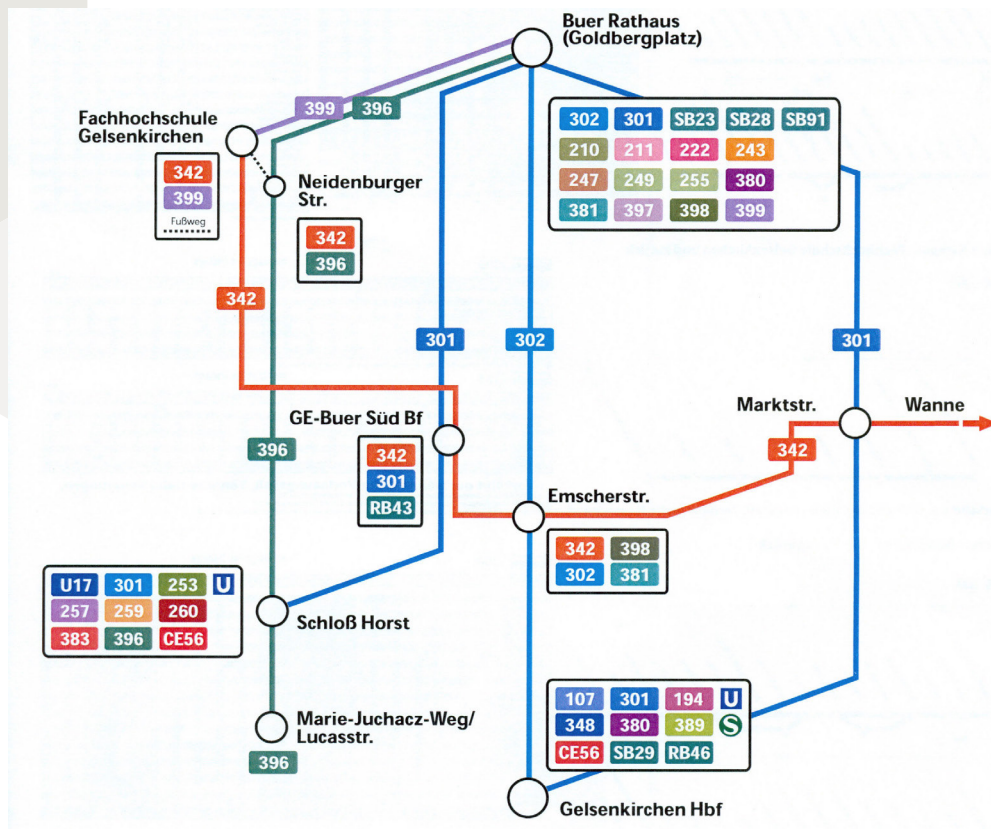 Buer Rathaus
(Goldbergplatz)
399
396
Fachhochschule
Gelsenkirchen
342
399
Fußweg
Neidenburger
Str.
342
396
302 301 SB23 SB28 SB91
210 211 222 243
247 249 255 380
381 397 398 399
342
301
302
301
GE-Buer Süd Bf
342
301
RB43
396
Marktstr.
Wanne
342
Emscherstr.
342 398
302 381
U17 301 253 U
257 259 260
383 396 CE56
Schloß Horst
Marie-Juchacz-Weg/
Lucasstr.
396
107 301 194 U
348 380 389 S
CE56 SB29 RB46
Gelsenkirchen Hbf